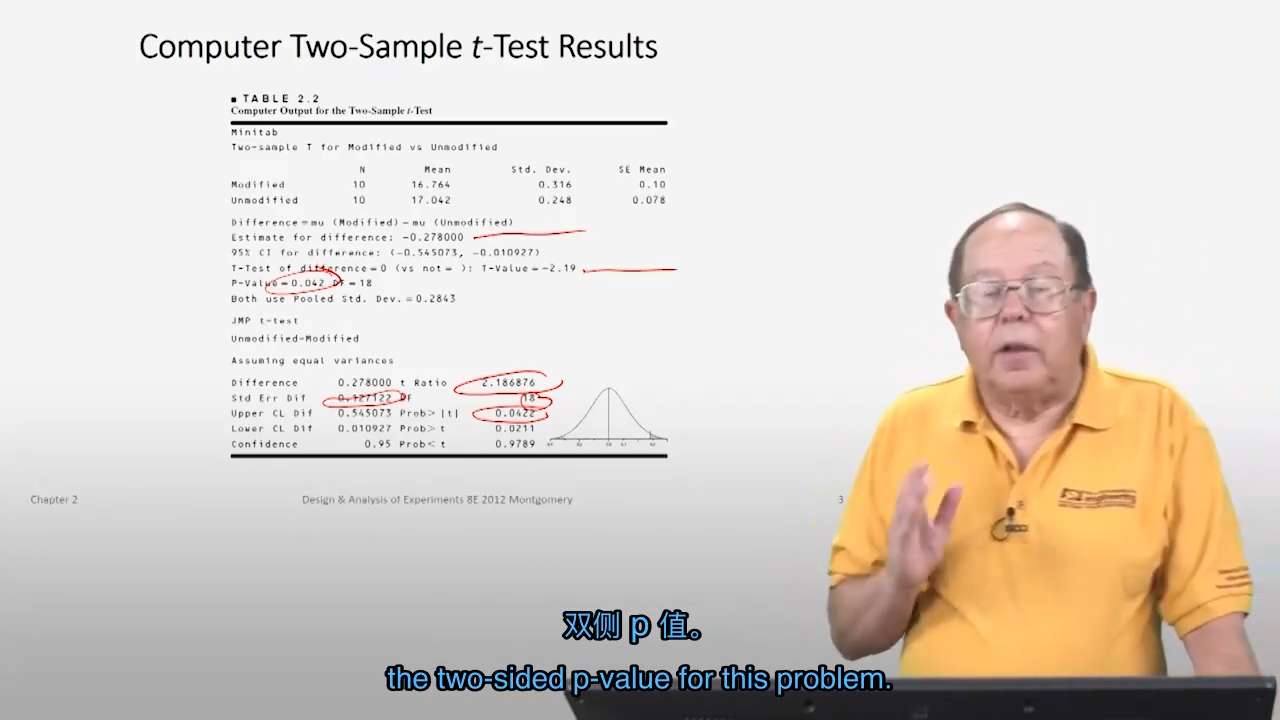 Computer Two-Sample t-Test Results
■ TABLE 2.2
Computer Output for the Two-Sample t-Test
Minitab
Two-sample T for Modified vs Unmodified
N Mean Std. Dev. SE Mean
Modified 10 16.764 0.316 0.10
Unmodified 10 17.042 0.248 0.078
Difference = mu (Modified) − mu (Unmodified)
Estimate for difference: −0.278000
95% CI for difference: (−0.545073, −0.010927)
T-Test of difference = 0 (vs not = ): T-Value = −2.19
P-Value = 0.042 DF = 18
Both use Pooled Std. Dev. = 0.2843
JMP t-test
Unmodified-Modified
Assuming equal variances
Difference 0.278000 t Ratio 2.186876
Std Err Dif 0.127122 DF 18
Upper CL Dif 0.545073 Prob > |t| 0.0422
Lower CL Dif 0.010927 Prob > t 0.0211
Confidence 0.95 Prob < t 0.9789
Chapter 2 Design & Analysis of Experiments 8E 2012 Montgomery 3
双侧 p 值。
the two-sided p-value for this problem.